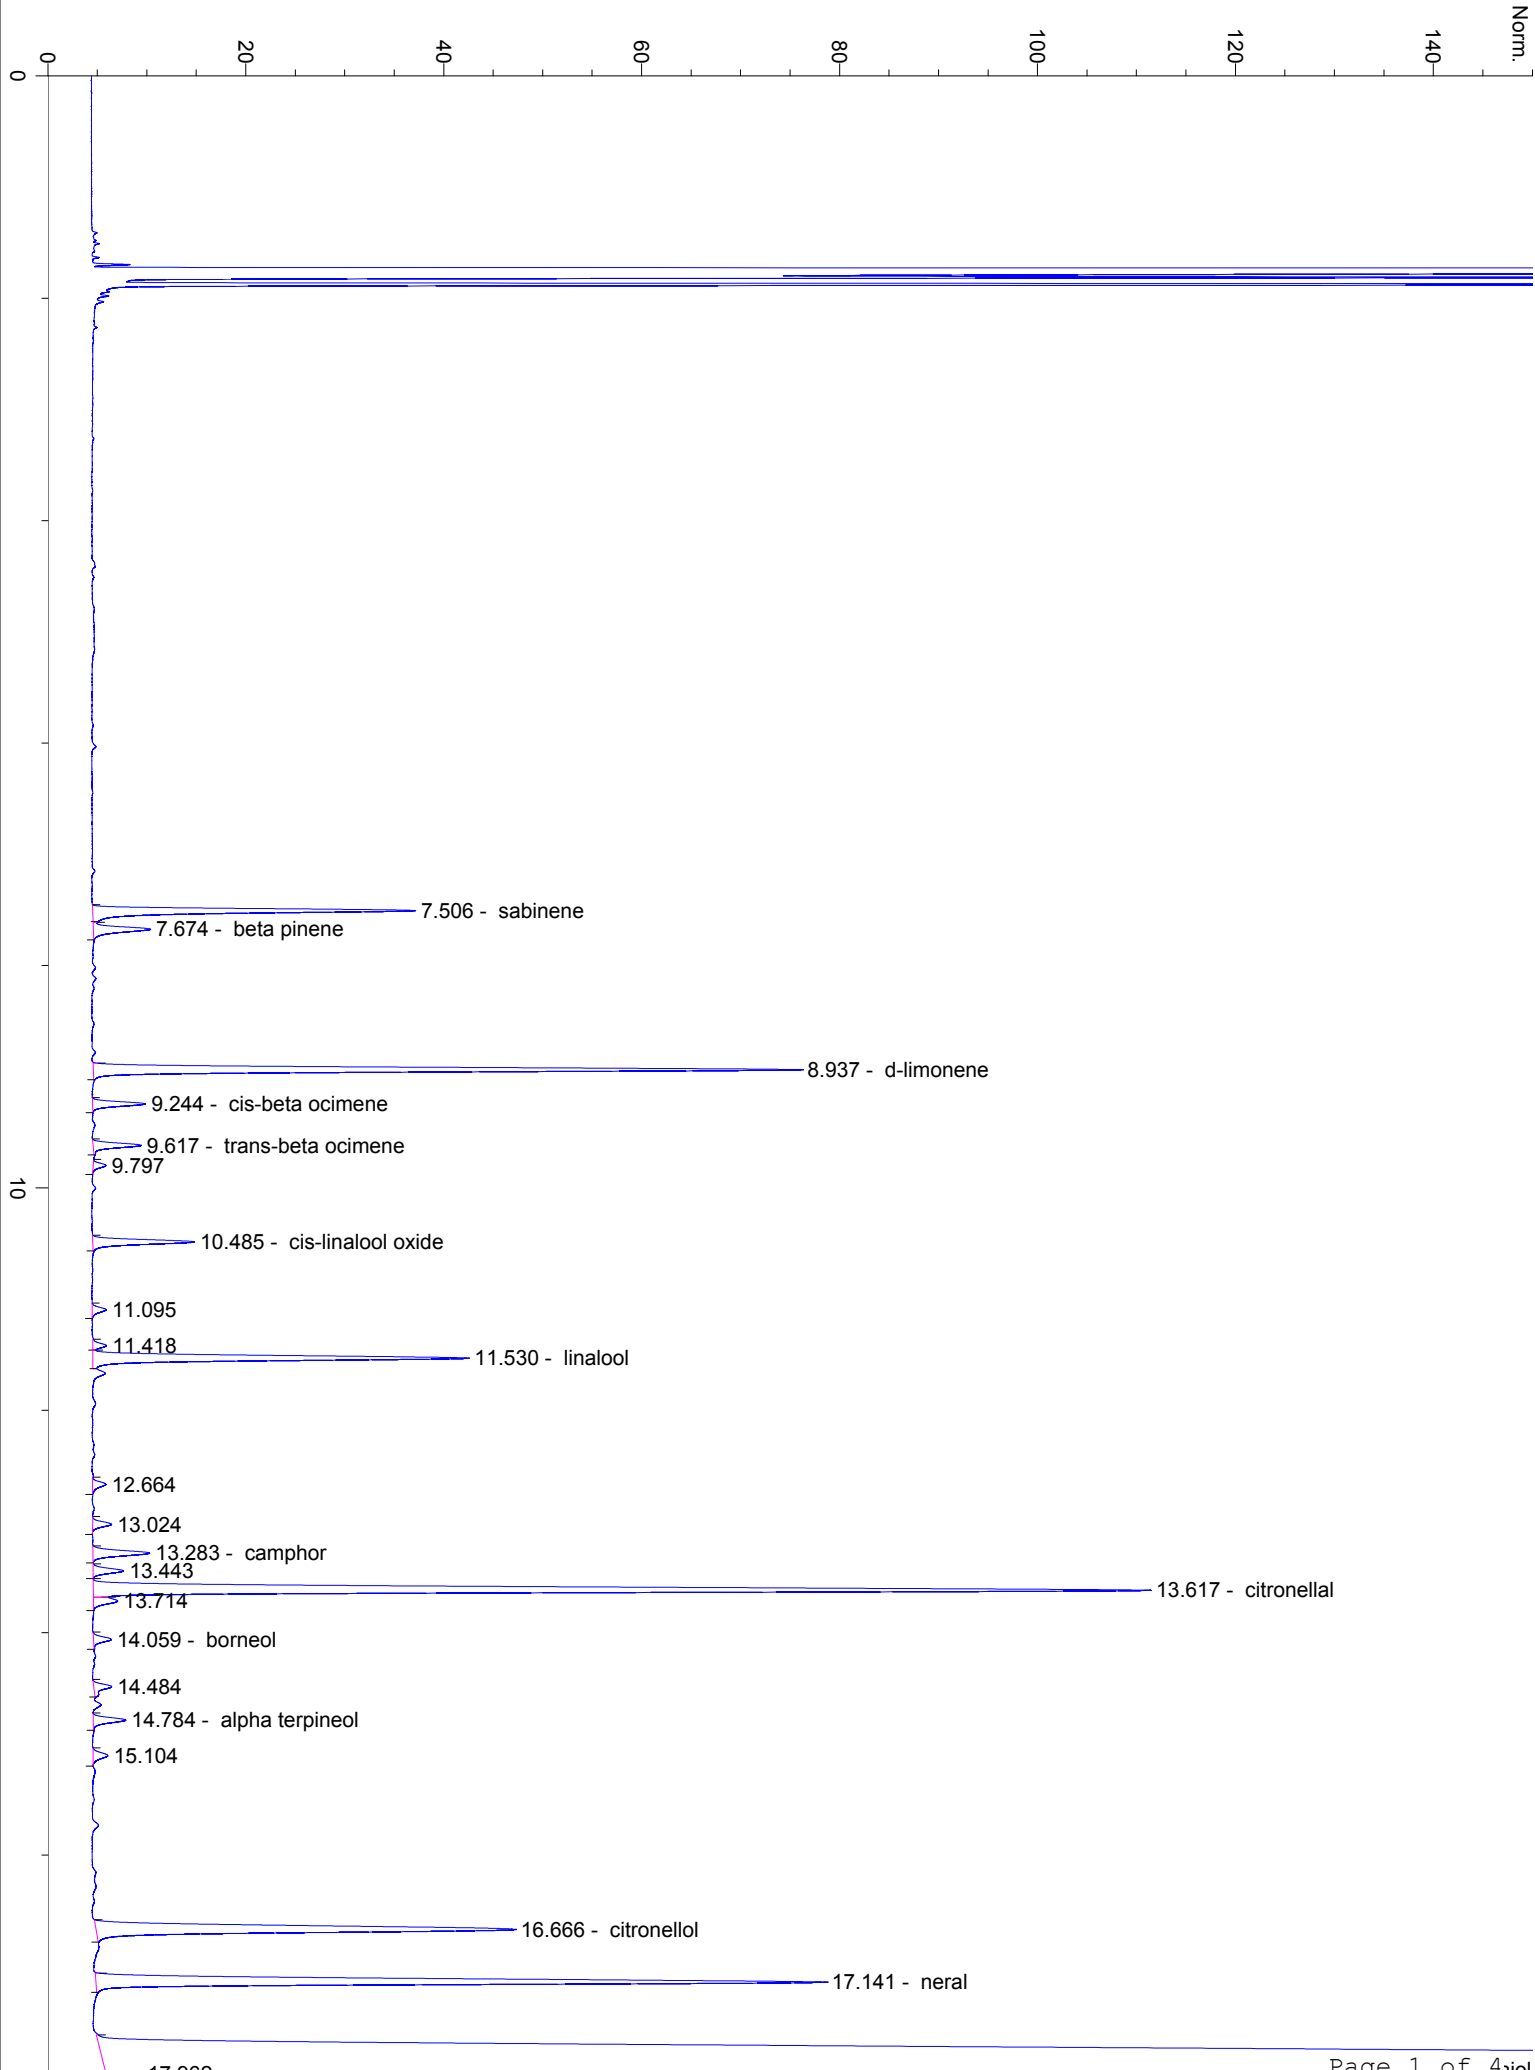 Norm.
0
20
40
60
80
100
120
140
0
7.506 - sabinene
7.674 - beta pinene
8.937 - d-limonene
9.244 - cis-beta ocimene
9.617 - trans-beta ocimene
9.797
10
10.485 - cis-linalool oxide
11.095
11.418
11.530 - linalool
12.664
13.024
13.283 - camphor
13.443
13.617 - citronellal
13.714
14.059 - borneol
14.484
14.784 - alpha terpineol
15.104
16.666 - citronellol
17.141 - neral
Page 1 of 4